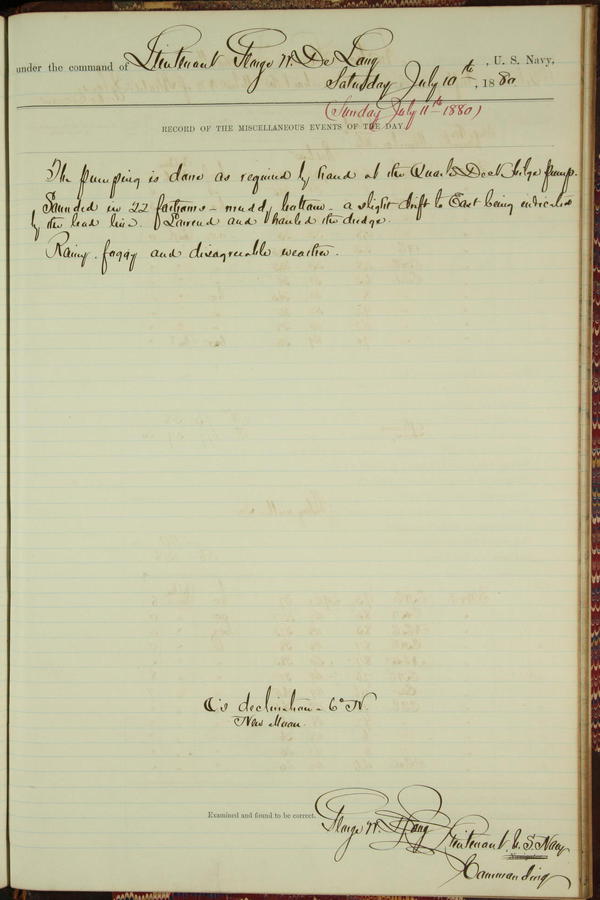 under the command of Lieutenant George W. De Long, U. S. Navy,
Saturday July 10th, 1880
(Sunday July 11th 1880)
RECORD OF THE MISCELLANEOUS EVENTS OF THE DAY.
The pumping is done as required by hand at the Quarter Deck bilge pump.
Sounded in 22 fathoms - muddy bottom - a slight drift to East being indicated
by the lead line. Lowered and hauled the dredge.
Rainy, foggy and disagreeable weather.
☾'s declination - 6° N.
New Moon.
Examined and found to be correct.
George W. De Long Lieutenant, U. S. Navy
Navigator.
Commanding